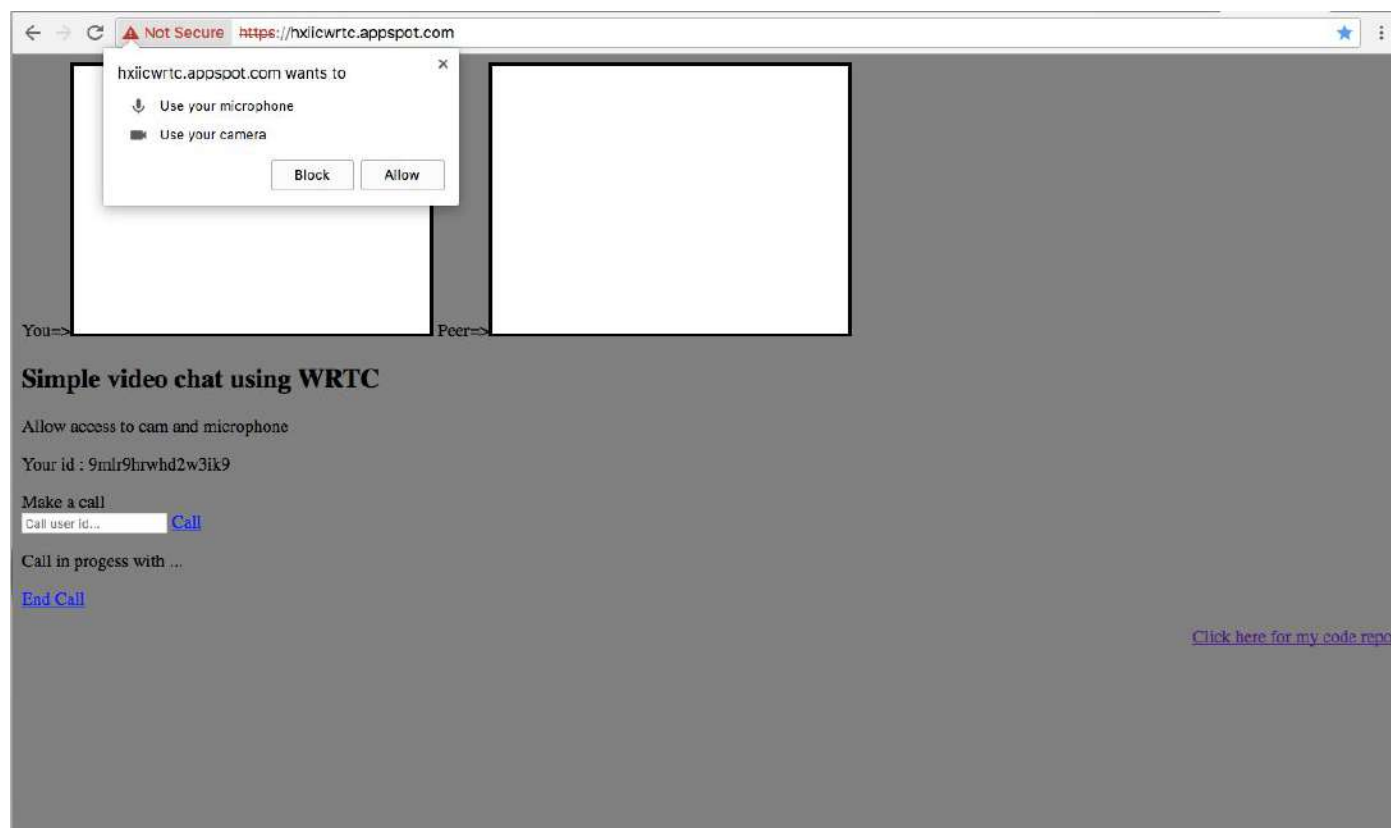 Not Secure https://hxiicwrtc.appspot.com
hxiicwrtc.appspot.com wants to
Use your microphone
Use your camera
Block Allow
You=> Peer=>
Simple video chat using WRTC
Allow access to cam and microphone
Your id : 9mlr9hrwhd2w3ik9
Make a call
Call user id... Call
Call in progess with ...
End Call
Click here for my code repo